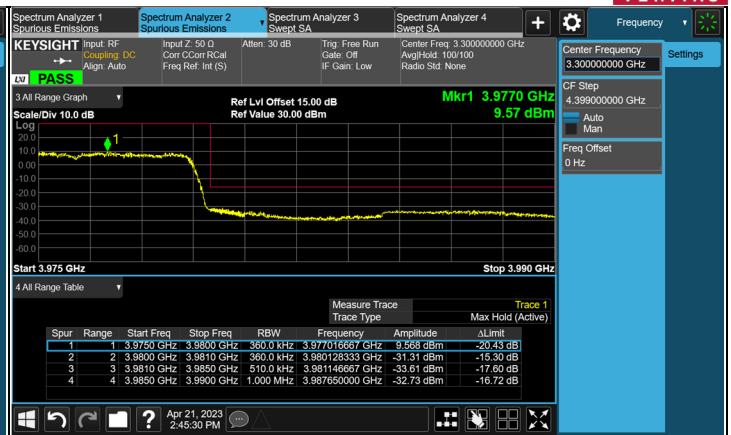 Spectrum Analyzer 1
Spurious Emissions
Spectrum Analyzer 2
Spurious Emissions
Spectrum Analyzer 3
Swept SA
Spectrum Analyzer 4
Swept SA
Frequency
KEYSIGHT
LXI
PASS
Input: RF
Coupling: DC
Align: Auto
Input Z: 50 Ω
Corr CCorr RCal
Freq Ref: Int (S)
Atten: 30 dB
Trig: Free Run
Gate: Off
IF Gain: Low
Center Freq: 3.300000000 GHz
Avg|Hold: 100/100
Radio Std: None
Center Frequency
3.300000000 GHz
Settings
CF Step
4.399000000 GHz
Auto
Man
Freq Offset
0 Hz
3 All Range Graph
Scale/Div 10.0 dB
Ref Lvl Offset 15.00 dB
Ref Value 30.00 dBm
Mkr1 3.9770 GHz
9.57 dBm
Log
20.0
10.0
0.00
-10.0
-20.0
-30.0
-40.0
-50.0
-60.0
1
Start 3.975 GHz
Stop 3.990 GHz
4 All Range Table
Measure Trace Trace 1
Trace Type Max Hold (Active)
Spur Range Start Freq Stop Freq RBW Frequency Amplitude ΔLimit
1 1 3.9750 GHz 3.9800 GHz 360.0 kHz 3.977016667 GHz 9.568 dBm -20.43 dB
2 2 3.9800 GHz 3.9810 GHz 360.0 kHz 3.980128333 GHz -31.31 dBm -15.30 dB
3 3 3.9810 GHz 3.9850 GHz 510.0 kHz 3.981146667 GHz -33.61 dBm -17.60 dB
4 4 3.9850 GHz 3.9900 GHz 1.000 MHz 3.987650000 GHz -32.73 dBm -16.72 dB
Apr 21, 2023
2:45:30 PM